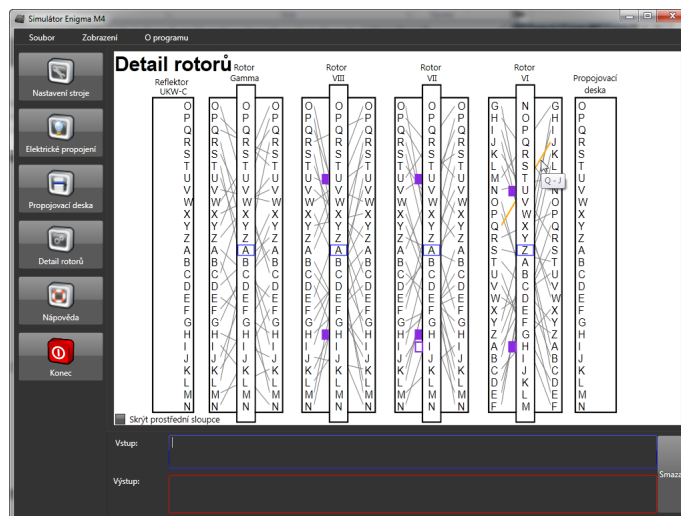 Simulátor Enigma M4
Soubor Zobrazení O programu
Nastavení stroje
Elektrické propojení
Propojovací deska
Detail rotorů
Nápověda
Konec
Detail rotorů
Reflektor
UKW-C
Rotor
Gamma
Rotor
VIII
Rotor
VII
Rotor
VI
Propojovací
deska
O O O O O O O O O O G N G O
P P P P P P P P P P H O H P
Q Q Q Q Q Q Q Q Q Q I P I Q
R R R R R R R R R R J Q J R
S S S S S S S S S S K R K S
T T T T T T T T T T L S L T
U U U U U U U U U U M T Q - J U
V V V V V V V V V V N U N V
W W W W W W W W W W O V O W
X X X X X X X X X X P W P X
Y Y Y Y Y Y Y Y Y Y Q X Q Y
Z Z Z Z Z Z Z Z Z Z R Y R Z
A A A A A A A A A A S Z S A
B B B B B B B B B B T A T B
C C C C C C C C C C U B U C
D D D D D D D D D D V C V D
E E E E E E E E E E W D W E
F F F F F F F F F F X E X F
G G G G G G G G G G Y F Y G
H H H H H H H H H H Z G Z H
I I I I I I I I I I A H A I
J J J J J J J J J J B I B J
K K K K K K K K K K C J C K
L L L L L L L L L L D K D L
M M M M M M M M M M E L E M
N N N N N N N N N N F M F N
Skrýt prostřední sloupce
Vstup:
Výstup:
Smaza